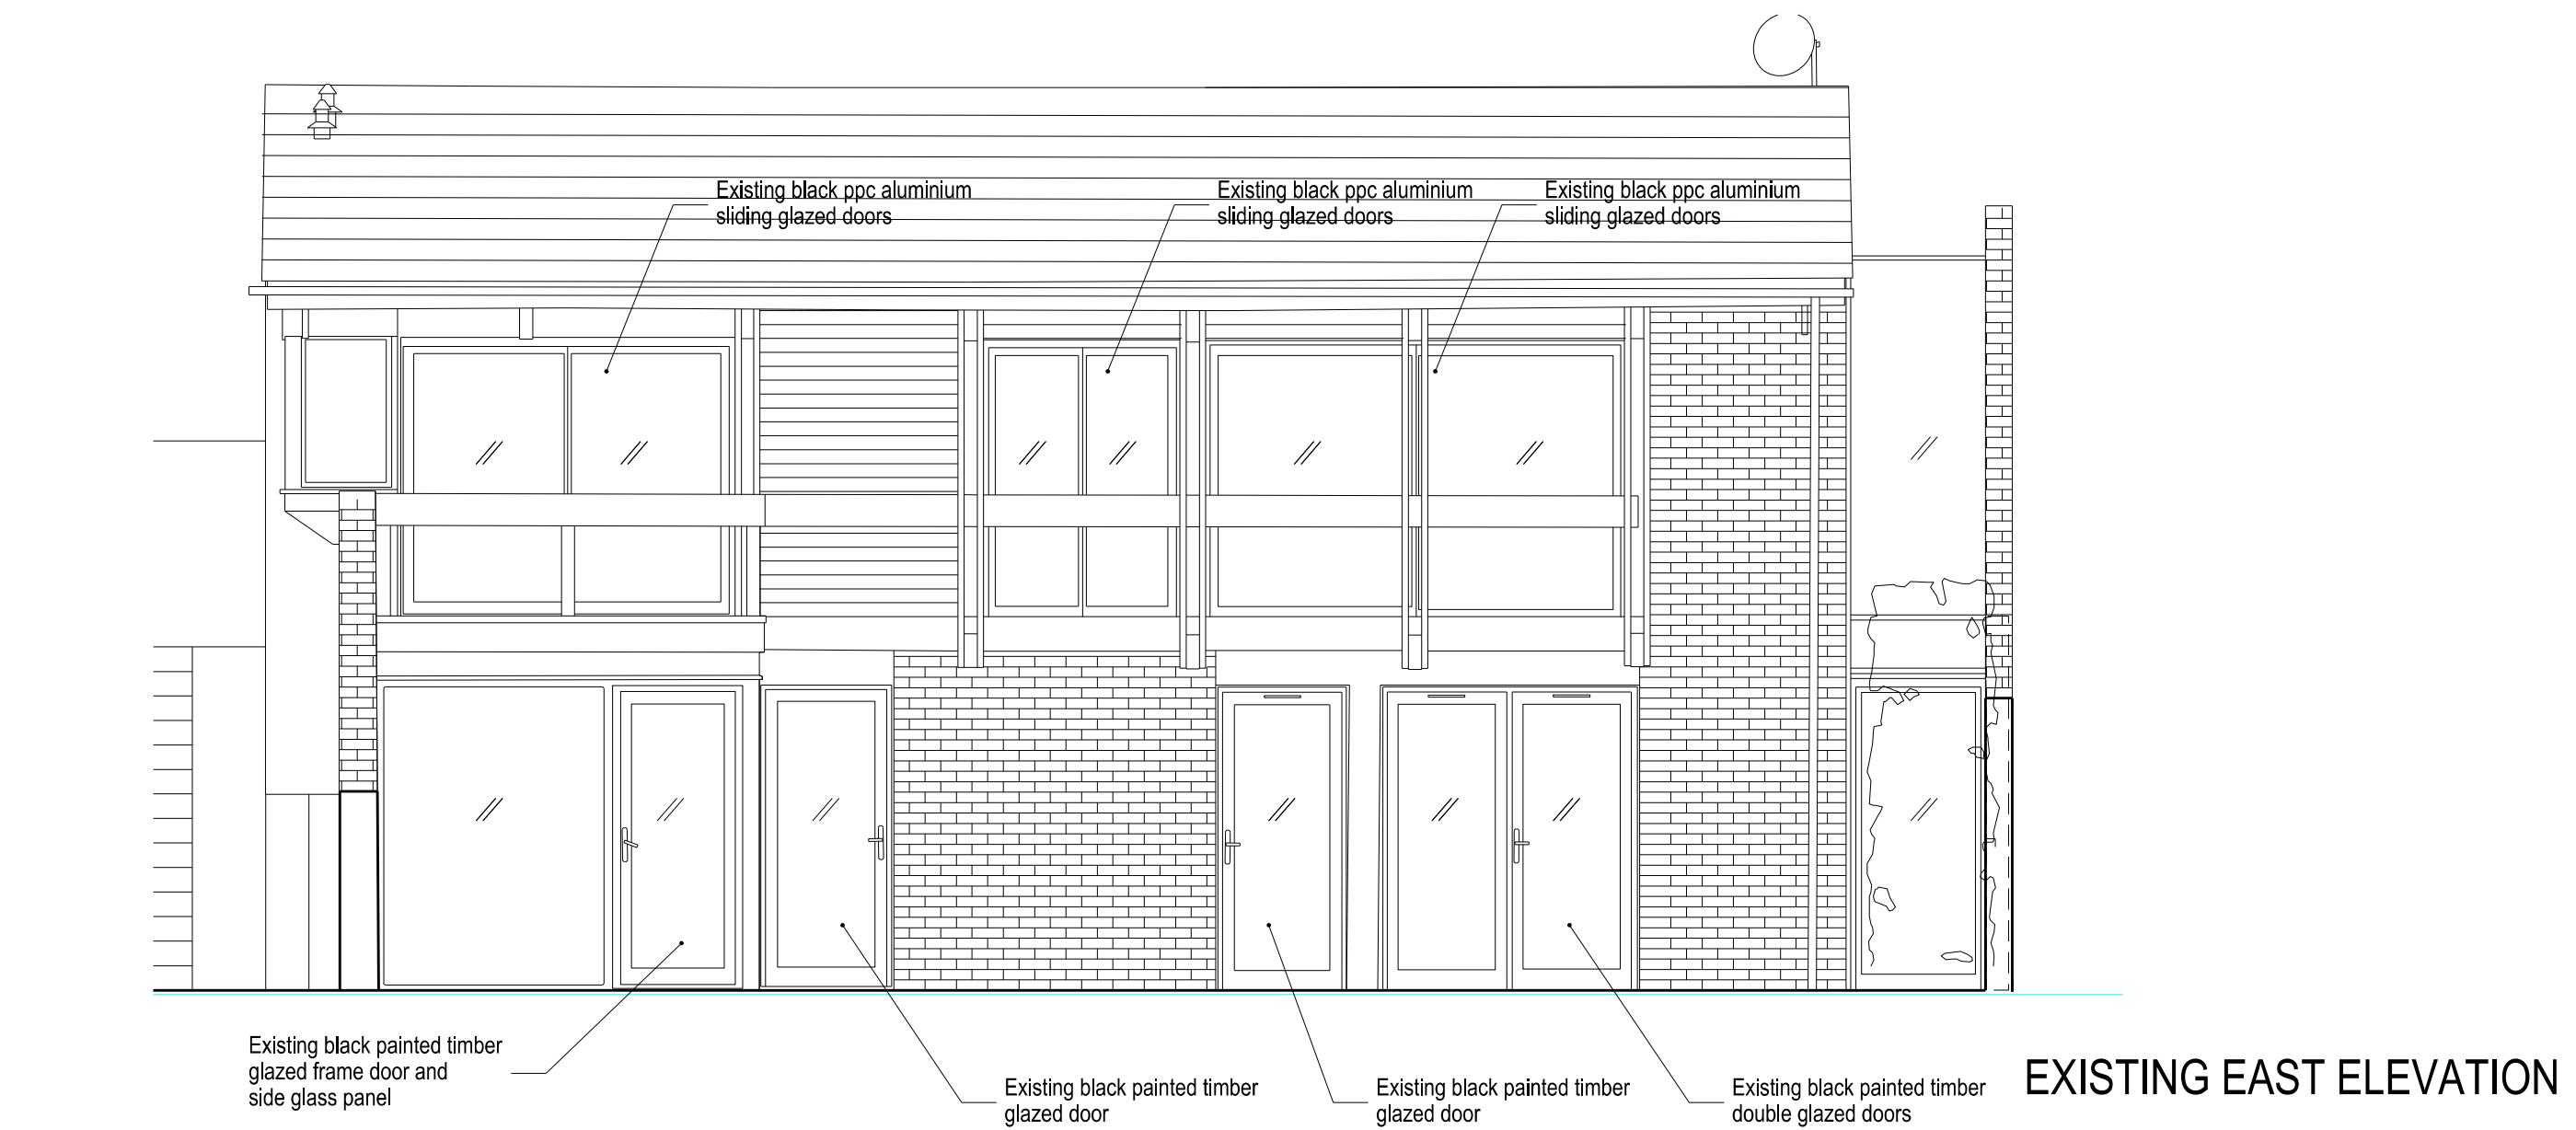 Existing black ppc aluminium
sliding glazed doors
Existing black ppc aluminium
sliding glazed doors
Existing black ppc aluminium
sliding glazed doors
Existing black painted timber
glazed frame door and
side glass panel
Existing black painted timber
glazed door
Existing black painted timber
glazed door
Existing black painted timber
double glazed doors
EXISTING EAST ELEVATION